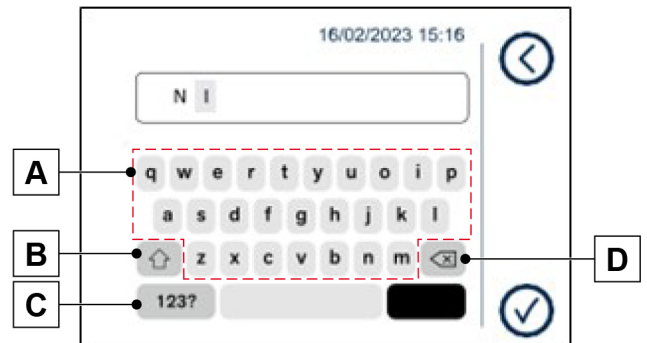 16/02/2023 15:16
N I
A
q w e r t y u o i p
a s d f g h j k l
B
z x c v b n m
D
C
123?